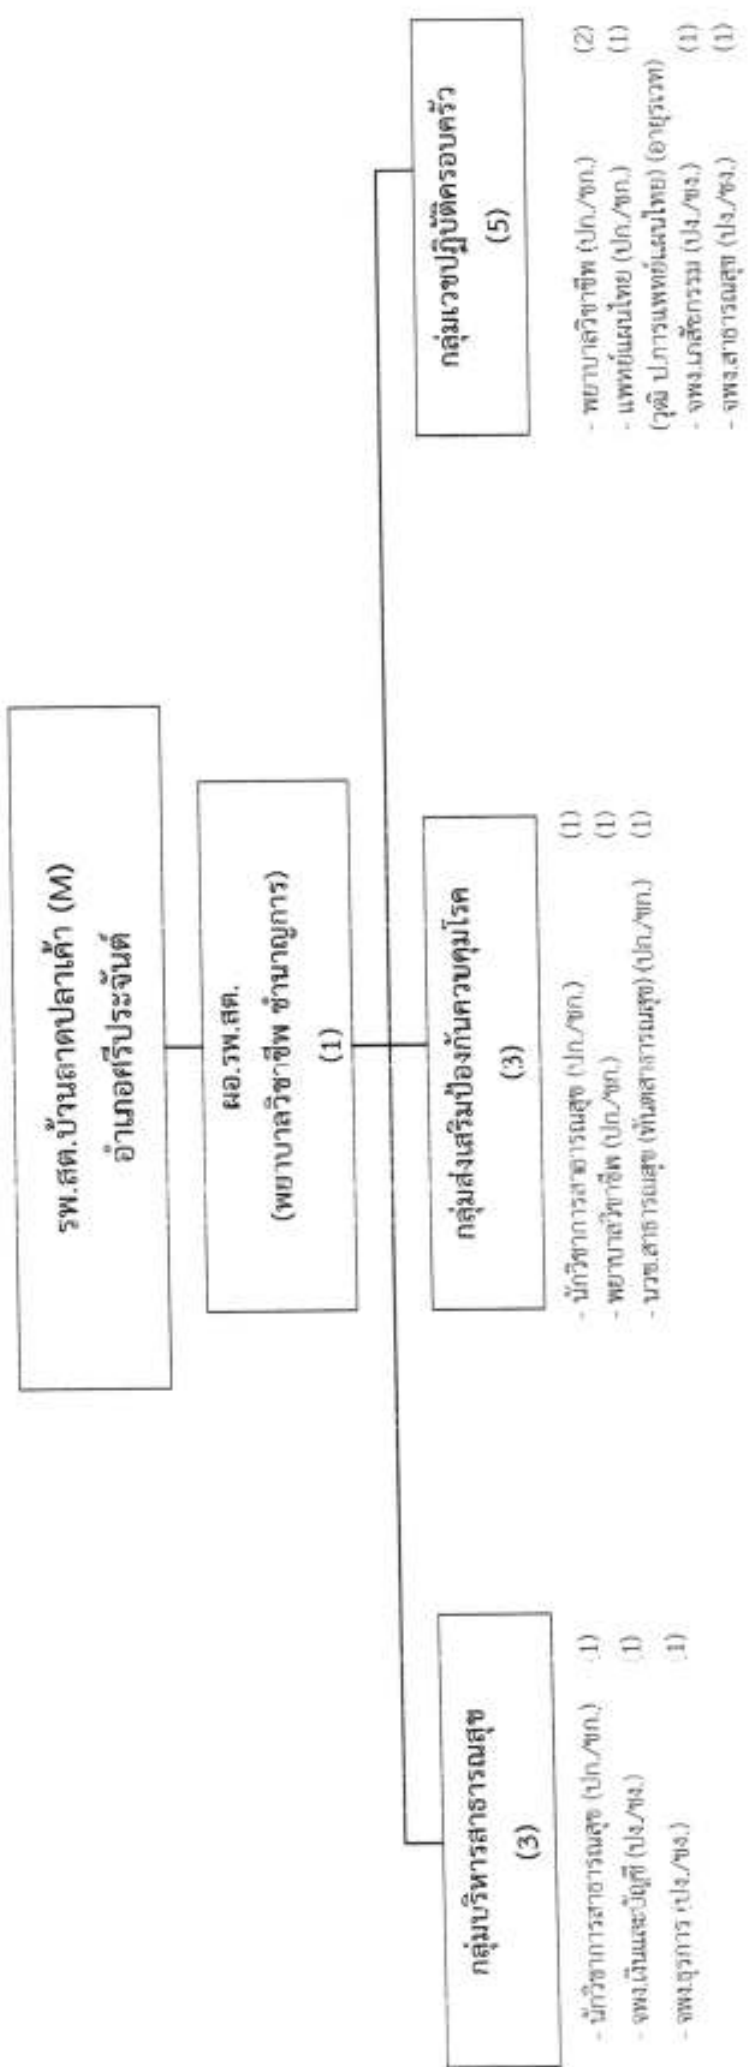 รพ.สต.บ้านลาดปลาเค้า (M)
อำเภอศรีประจันต์
ผอ.รพ.สต.
(พยาบาลวิชาชีพ ชำนาญการ)
(1)
กลุ่มบริหารสาธารณสุข
(3)
- นักวิชาการสาธารณสุข (ปก./ชก.) 1)
- จพง.เงินและบัญชี (ปง./ชง.) 1)
- จพง.ธุรการ (ปง./ชง.) 1)
กลุ่มส่งเสริมป้องกันควบคุมโรค
(3)
- นักวิชาการสาธารณสุข (ปก./ชก.) (1)
- พยาบาลวิชาชีพ (ปก./ชก.) (1)
- นวช.สาธารณสุข (ทันตสาธารณสุข) (ปก./ชก.) (1)
กลุ่มเวชปฏิบัติครอบครัว
(5)
- พยาบาลวิชาชีพ (ปก./ชก.) (2)
- แพทย์แผนไทย (ปก./ชก.) (1)
(วุฒิ ป.การแพทย์แผนไทย) (อายุรเวท)
- จพง.เภสัชกรรม (ปง./ชง.) (1)
- จพง.สาธารณสุข (ปง./ชง.) (1)